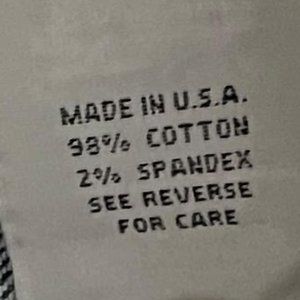 MADE IN U.S.A.
98% COTTON
2% SPANDEX
SEE REVERSE
FOR CARE